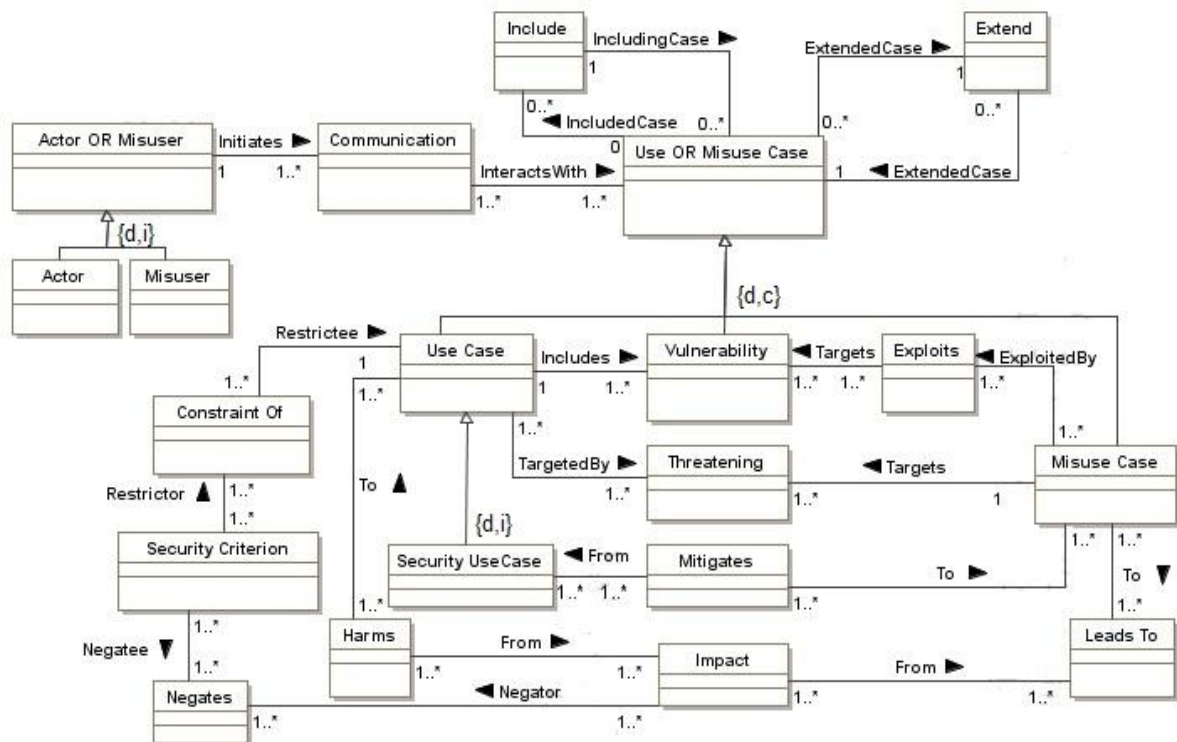 Include
IncludingCase ►
1
Extend
ExtendedCase ►
1
0..*
◄ IncludedCase
0
0..*
0..*
0..*
Actor OR Misuser
Initiates ►
1
1..*
Communication
InteractsWith ►
1..*
1..*
Use OR Misuse Case
1
◄ ExtendedCase
{d,i}
Actor
Misuser
{d,c}
Restrictee ►
1
1..*
Use Case
Includes ►
1
1..*
Vulnerability
◄ Targets
1..*
1..*
Exploits
◄ ExploitedBy
1..*
1..*
Constraint Of
1..*
To ▲
1..*
TargetedBy ►
1..*
1..*
Threatening
◄ Targets
1..*
1
Misuse Case
Restrictor ▲
1..*
1..*
Security Criterion
{d,i}
Security UseCase
◄ From
1..*
1..*
Mitigates
To ►
1..*
1..*
1..*
To ▼
1..*
1..*
Negatee ▼
1..*
Harms
From ►
1..*
1..*
Impact
From ►
1..*
1..*
Leads To
Negates
◄ Negator
1..*
1..*